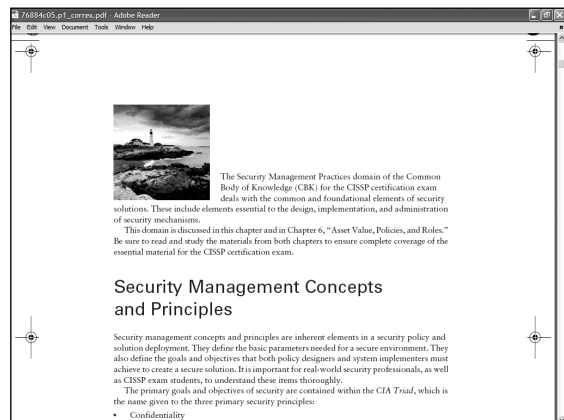 76884c05.p1_correx.pdf - Adobe Reader
File Edit View Document Tools Window Help
The Security Management Practices domain of the Common
Body of Knowledge (CBK) for the CISSP certification exam
deals with the common and foundational elements of security
solutions. These include elements essential to the design, implementation, and administration
of security mechanisms.
This domain is discussed in this chapter and in Chapter 6, “Asset Value, Policies, and Roles.”
Be sure to read and study the materials from both chapters to ensure complete coverage of the
essential material for the CISSP certification exam.
Security Management Concepts
and Principles
Security management concepts and principles are inherent elements in a security policy and
solution deployment. They define the basic parameters needed for a secure environment. They
also define the goals and objectives that both policy designers and system implementers must
achieve to create a secure solution. It is important for real-world security professionals, as well
as CISSP exam students, to understand these items thoroughly.
The primary goals and objectives of security are contained within the CIA Triad, which is
the name given to the three primary security principles:
▪ Confidentiality